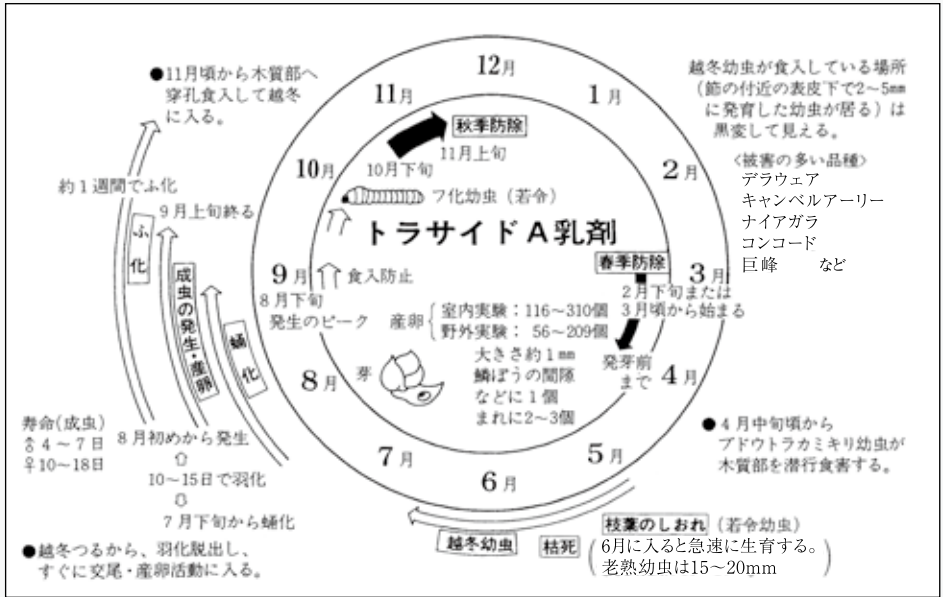 ●11月頃から木質部へ
穿孔食入して越冬
に入る。
12月
11月
1月
越冬幼虫が食入している場所
(節の付近の表皮下で2~5mm
に発育した幼虫が居る)は
黒変して見える。
秋季防除
10月下旬
11月上旬
10月
2月
<被害の多い品種>
デラウェア
キャンベルアーリー
ナイアガラ
コンコード
巨峰 など
約1週間でふ化
フ化幼虫(若令)
9月上旬終る
トラサイドA乳剤
ふ化
春季防除
9月
食入防止
3月
2月下旬または
3月頃から始まる
8月下旬
発生のピーク
産卵
室内実験:116~310個
野外実験: 56~209個
成虫の発生・産卵
蛹化
大きさ約1mm
鱗ぼうの間隙
などに1個
まれに2~3個
発芽前
まで
芽
8月
4月
寿命(成虫)
♂4~7日
♀10~18日
8月初めから発生
10~15日で羽化
7月下旬から蛹化
7月
6月
5月
●4月中旬頃から
ブドウトラカミキリ幼虫が
木質部を潜行食害する。
●越冬つるから、羽化脱出し、
すぐに交尾・産卵活動に入る。
越冬幼虫
枯死
枝葉のしおれ(若令幼虫)
(6月に入ると急速に生育する。
老熟幼虫は15~20mm)